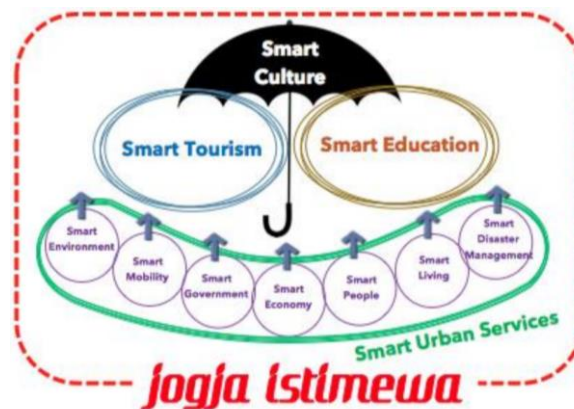 Smart
Culture
Smart Tourism
Smart Education
Smart
Environment
Smart
Mobility
Smart
Government
Smart
Economy
Smart
People
Smart
Living
Smart
Disaster
Management
Smart Urban Services
jogja istimewa